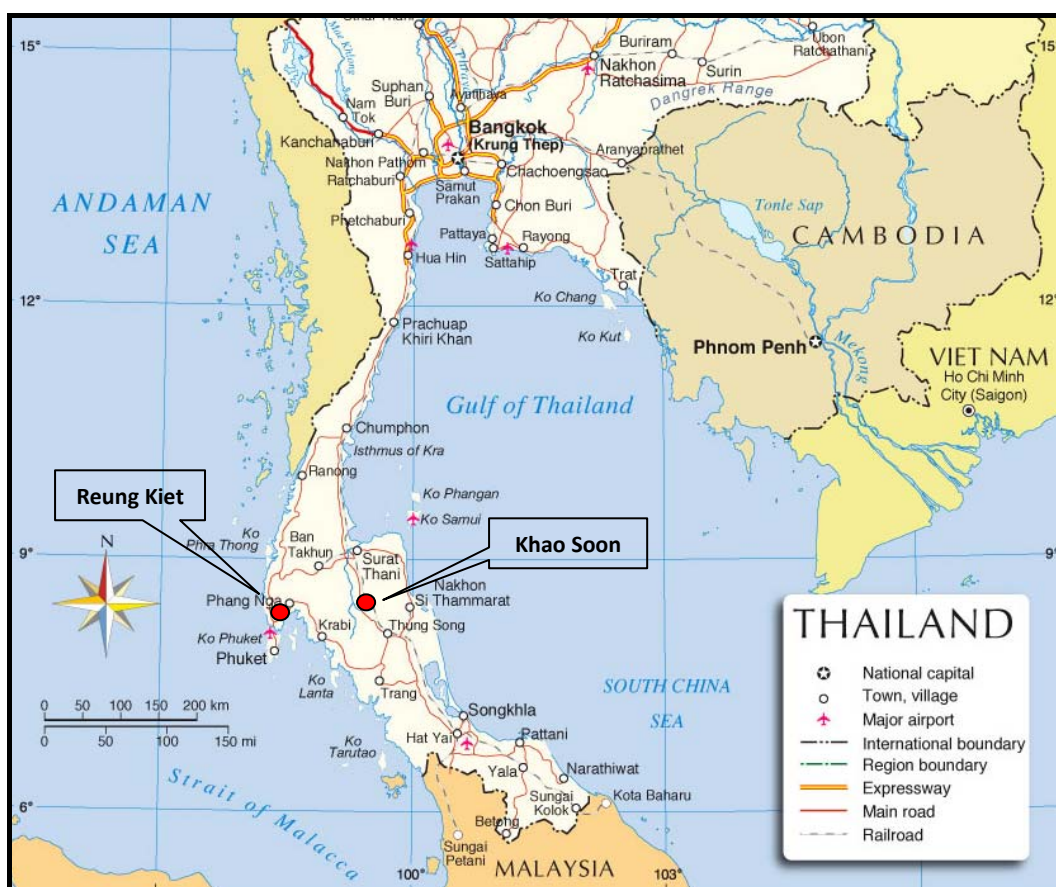 15°
Buriram
Ubon
Ratchathani
15°
Nakhon
Ratchasima
Surin
Dangrek Range
Suphan
Buri
Ayutthaya
Nam
Tok
Bangkok
(Krung Thep)
Kanchanaburi
Aranyaprathet
Nakhon Pathom
Ratchaburi
Samut
Prakan
Chachoengsao
ANDAMAN
SEA
Phetchaburi
Chon Buri
Tonle Sap
CAMBODIA
Pattaya
Rayong
Hua Hin
Sattahip
Trat
Ko Chang
12°
12°
Prachuap
Khiri Khan
Ko Kut
Phnom Penh
Mekong
VIET NAM
Ho Chi Minh
City (Saigon)
Gulf of Thailand
Chumphon
Isthmus of Kra
Ranong
Reung Kiet
Ko Phangan
Ko Samui
Ko
Phra Thong
Ban
Takhun
Khao Soon
N
9°
9°
Surat
Thani
Nakhon
Si Thammarat
Phang Nga
Ko Phuket
Krabi
Thung Song
Phuket
Ko
Lanta
Trang
SOUTH CHINA
SEA
0 50 100 150 200 km
0 50 100 150 mi
Songkhla
Hat Yai
Pattani
Ko
Tarutao
Yala
Narathiwat
Strait of Malacca
6°
Sungai
Kolok
Kota Baharu
Betong
Sungai
Petani
MALAYSIA
100°
103°
THAILAND
National capital
Town, village
Major airport
International boundary
Region boundary
Expressway
Main road
Railroad